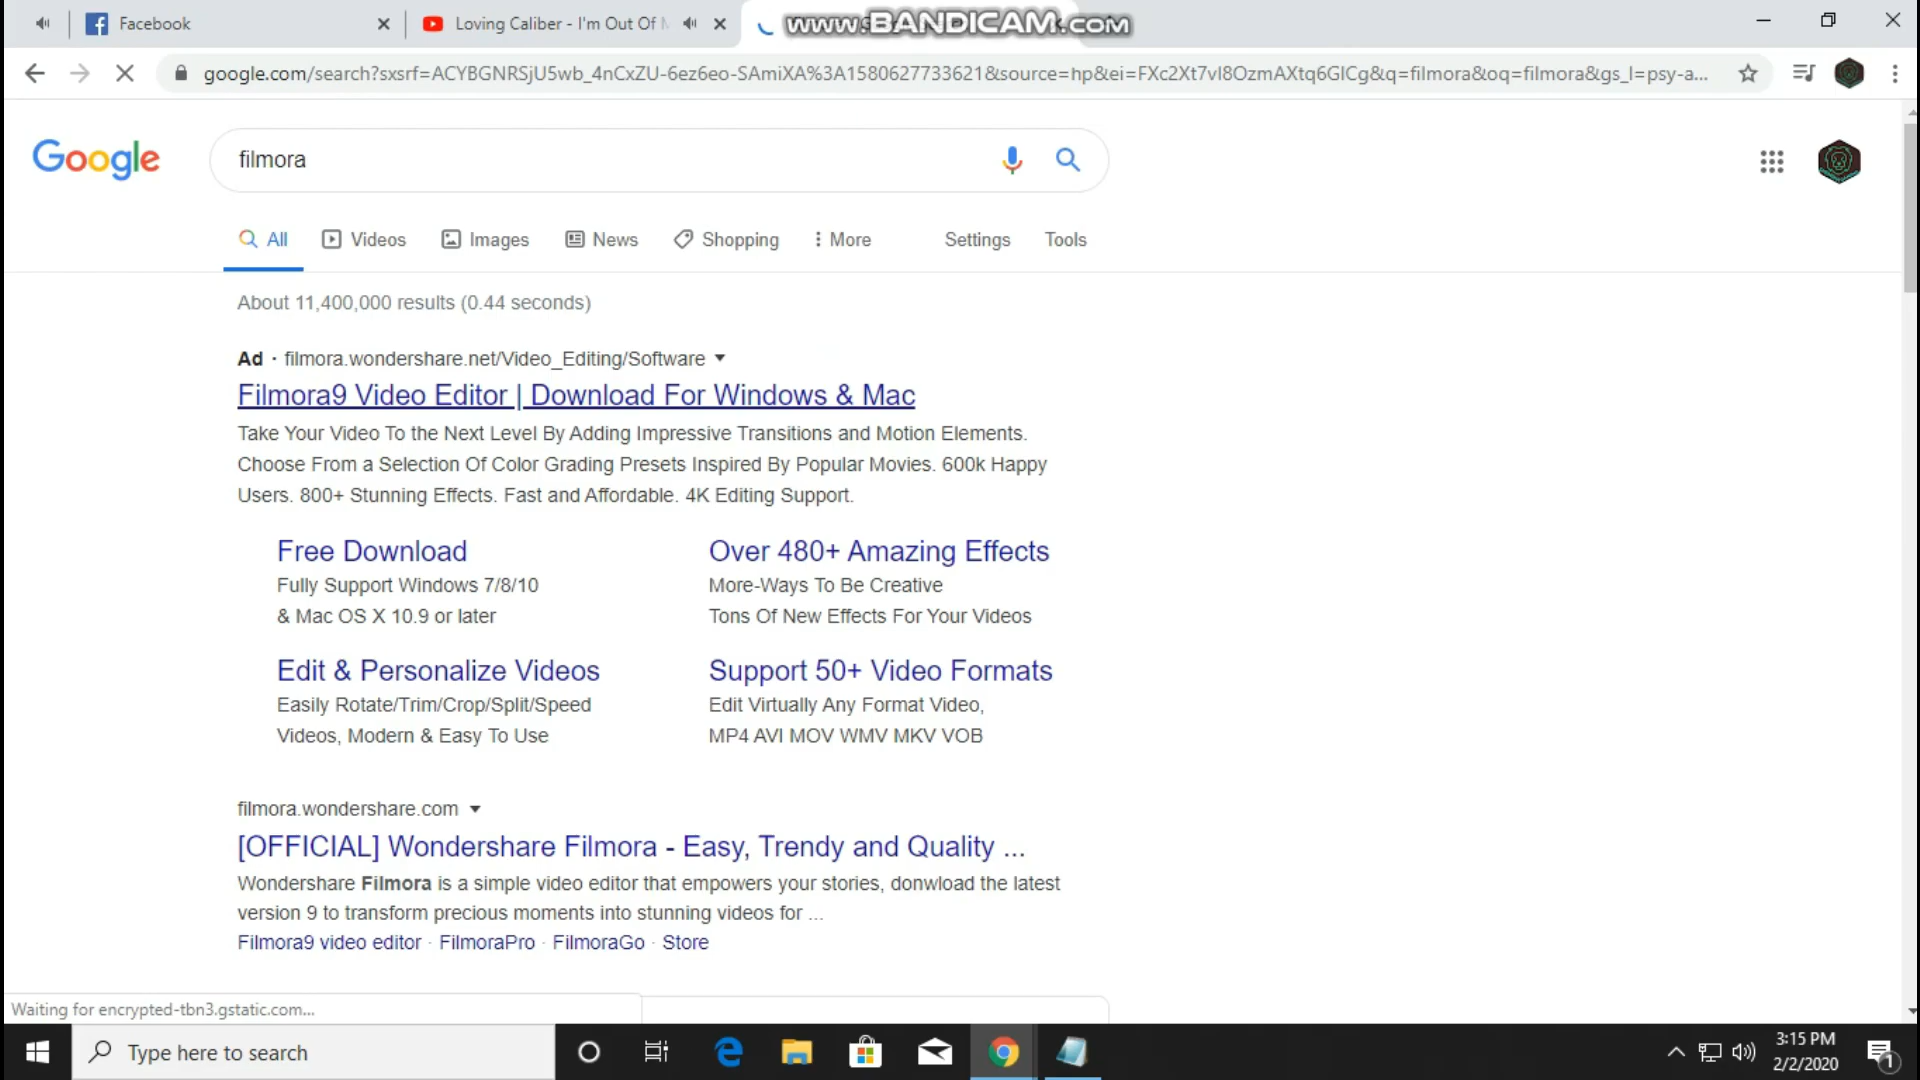 Facebook
Loving Caliber - I'm Out Of
www.BANDICAM.com
google.com/search?sxsrf=ACYBGNRSjU5wb_4nCxZU-6ez6eo-SAmiXA%3A1580627733621&source=hp&ei=FXc2Xt7vI8OzmAXtq6GICg&q=filmora&oq=filmora&gs_l=psy-a...
Google
filmora
All Videos Images News Shopping More Settings Tools
About 11,400,000 results (0.44 seconds)
Ad · filmora.wondershare.net/Video_Editing/Software
Filmora9 Video Editor | Download For Windows & Mac
Take Your Video To the Next Level By Adding Impressive Transitions and Motion Elements.
Choose From a Selection Of Color Grading Presets Inspired By Popular Movies. 600k Happy
Users. 800+ Stunning Effects. Fast and Affordable. 4K Editing Support.
Free Download
Fully Support Windows 7/8/10
& Mac OS X 10.9 or later
Over 480+ Amazing Effects
More-Ways To Be Creative
Tons Of New Effects For Your Videos
Edit & Personalize Videos
Easily Rotate/Trim/Crop/Split/Speed
Videos, Modern & Easy To Use
Support 50+ Video Formats
Edit Virtually Any Format Video,
MP4 AVI MOV WMV MKV VOB
filmora.wondershare.com
[OFFICIAL] Wondershare Filmora - Easy, Trendy and Quality ...
Wondershare Filmora is a simple video editor that empowers your stories, donwload the latest
version 9 to transform precious moments into stunning videos for ...
Filmora9 video editor · FilmoraPro · FilmoraGo · Store
Waiting for encrypted-tbn3.gstatic.com...
Type here to search
3:15 PM
2/2/2020
1